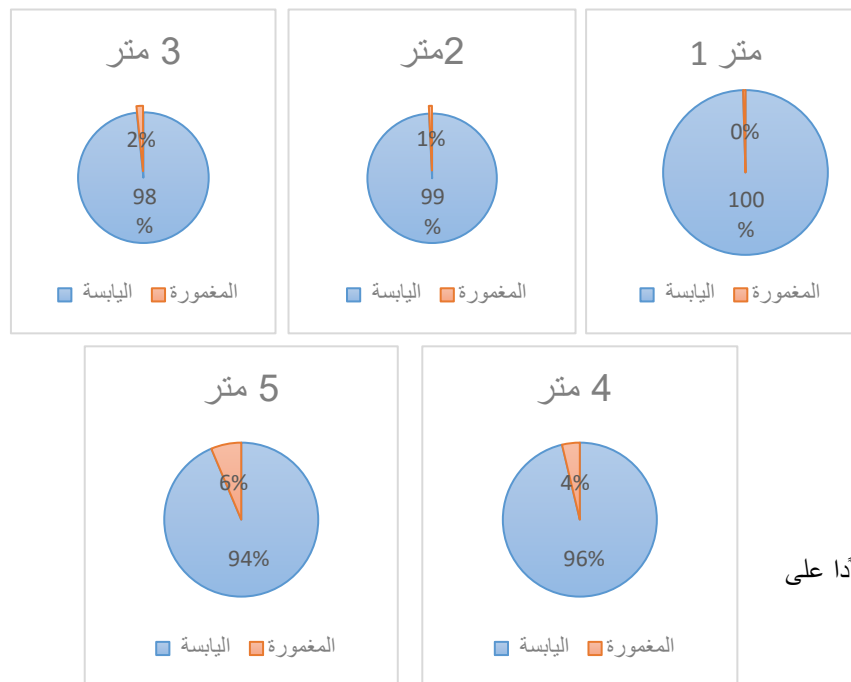 متر 1
0%
100
%
المغمورة اليابسة
2متر
1%
99
%
المغمورة اليابسة
3 متر
2%
98
%
المغمورة اليابسة
4 متر
4%
96%
المغمورة اليابسة
5 متر
6%
94%
المغمورة اليابسة
على